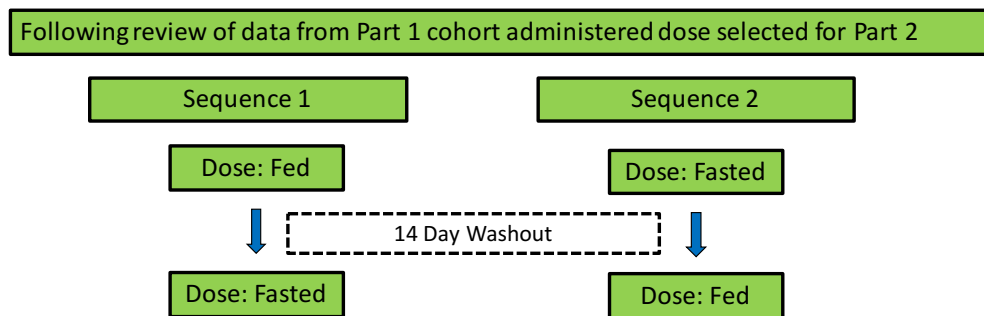 Following review of data from Part 1 cohort administered dose selected for Part 2
Sequence 1
Sequence 2
Dose: Fed
Dose: Fasted
14 Day Washout
Dose: Fasted
Dose: Fed